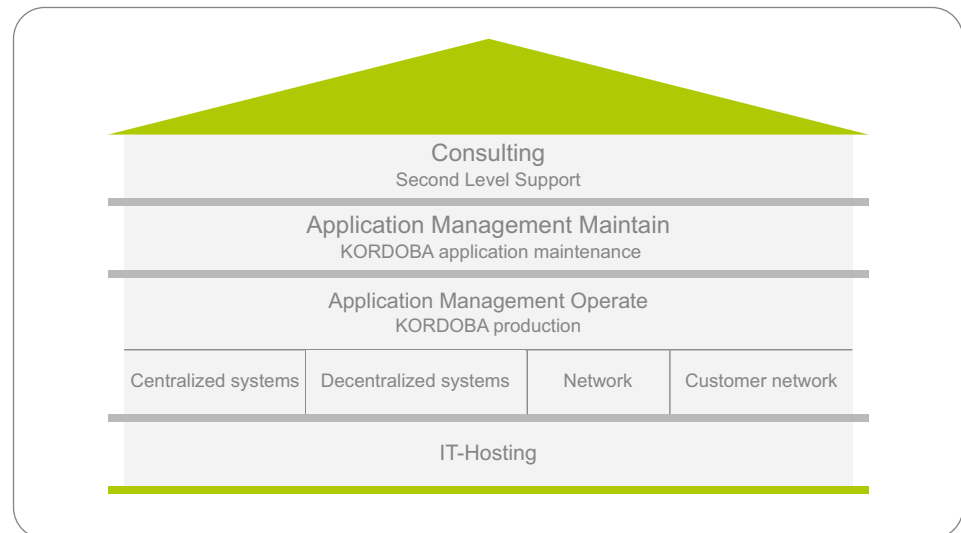 Consulting
Second Level Support
Application Management Maintain
KORDOBA application maintenance
Application Management Operate
KORDOBA production
Centralized systems
Decentralized systems
Network
Customer network
IT-Hosting